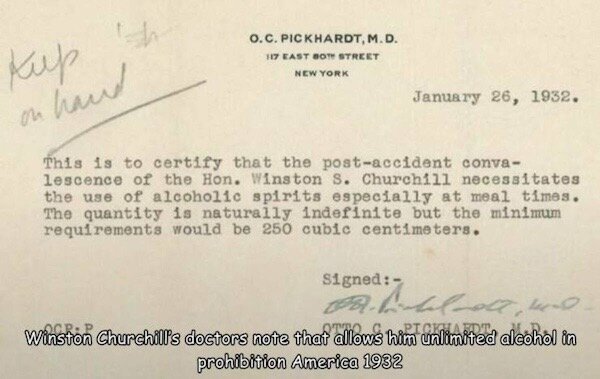 Keep
on hand
O.C. PICKHARDT, M.D.
117 EAST 80TH STREET
NEW YORK
January 26, 1932.
This is to certify that the post-accident conva-
lescence of the Hon. Winston S. Churchill necessitates
the use of alcoholic spirits especially at meal times.
The quantity is naturally indefinite but the minimum
requirements would be 250 cubic centimeters.
Signed:-
OCP:P
OTTO C. PICKHARDT, M.D.
Winston Churchill's doctors note that allows him unlimited alcohol in
prohibition America 1932